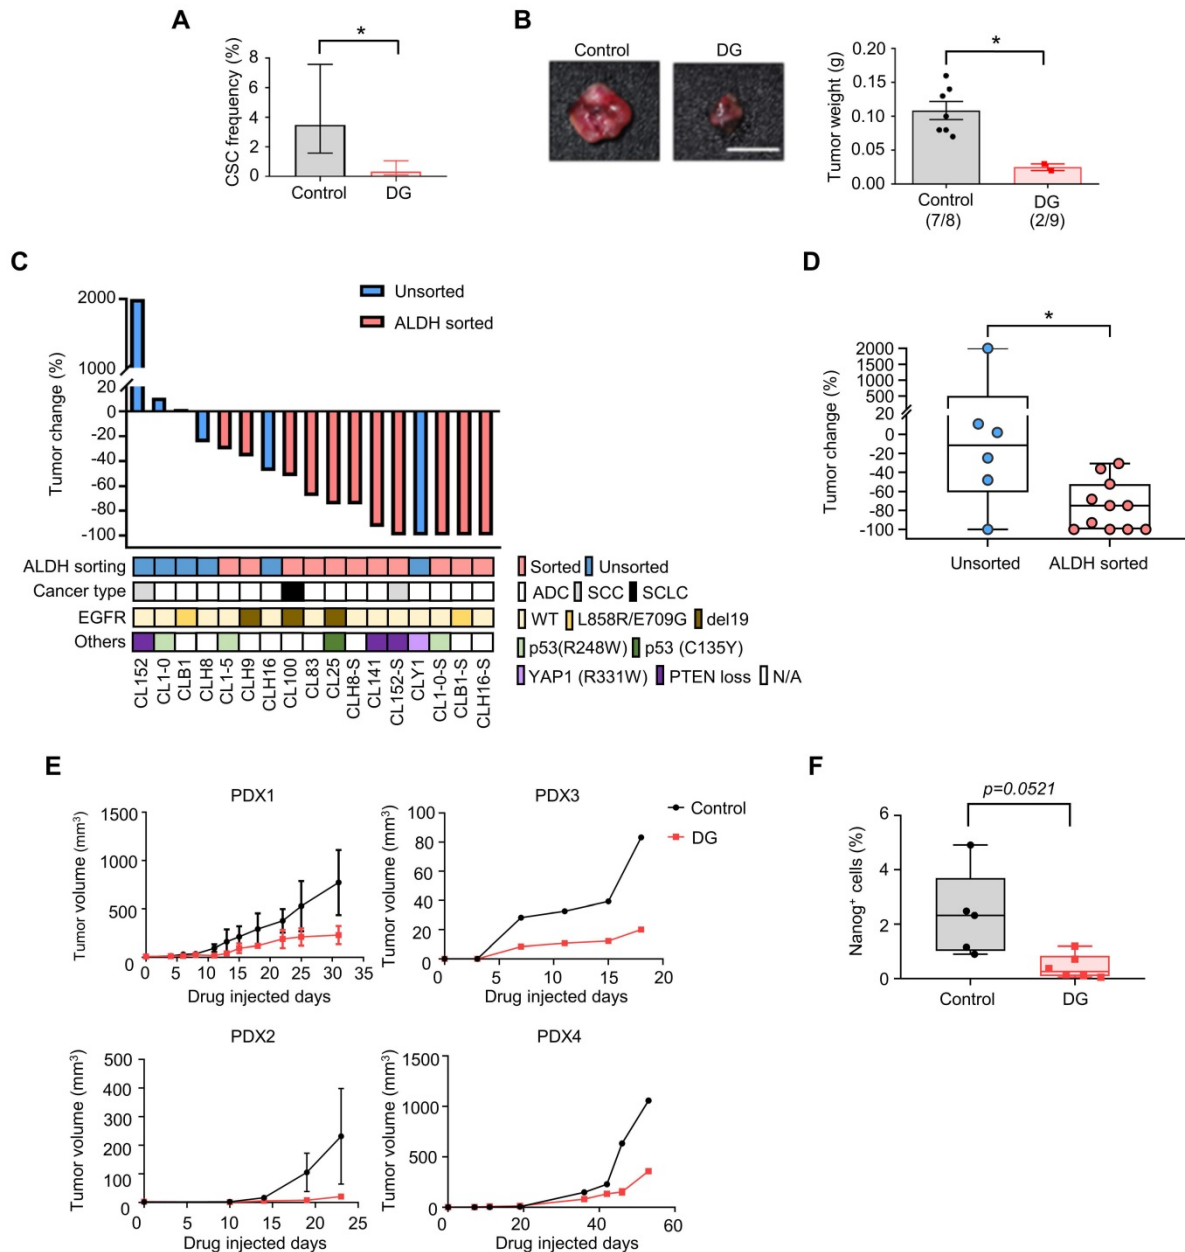 A
CSC frequency (%)
8
6
4
2
0
*
Control
DG
B
Control
DG
Tumor weight (g)
0.20
0.15
0.10
0.05
0.00
*
Control
(7/8)
DG
(2/9)
C
Tumor change (%)
2000
1000
20
0
-20
-40
-60
-80
-100
Unsorted
ALDH sorted
ALDH sorting
Cancer type
EGFR
Others
Sorted Unsorted
ADC SCC SCLC
WT L858R/E709G del19
p53(R248W) p53 (C135Y)
YAP1 (R331W) PTEN loss N/A
CL152
CL1-0
CLB1
CLH8
CL1-5
CLH9
CLH16
CL100
CL83
CL25
CLH8-S
CL141
CL152-S
CLY1
CL1-0-S
CLB1-S
CLH16-S
D
Tumor change (%)
2000
1500
1000
500
20
0
-20
-40
-60
-80
-100
*
Unsorted
ALDH sorted
E
PDX1
Tumor volume (mm³)
1500
1000
500
0
0 5 10 15 20 25 30 35
Drug injected days
PDX3
Tumor volume (mm³)
100
80
60
40
20
0
0 5 10 15 20
Drug injected days
Control
DG
PDX2
Tumor volume (mm³)
500
400
300
200
100
0
0 5 10 15 20 25
Drug injected days
PDX4
Tumor volume (mm³)
1500
1000
500
0
0 20 40 60
Drug injected days
F
p=0.0521
Nanog⁺ cells (%)
6
4
2
0
Control
DG